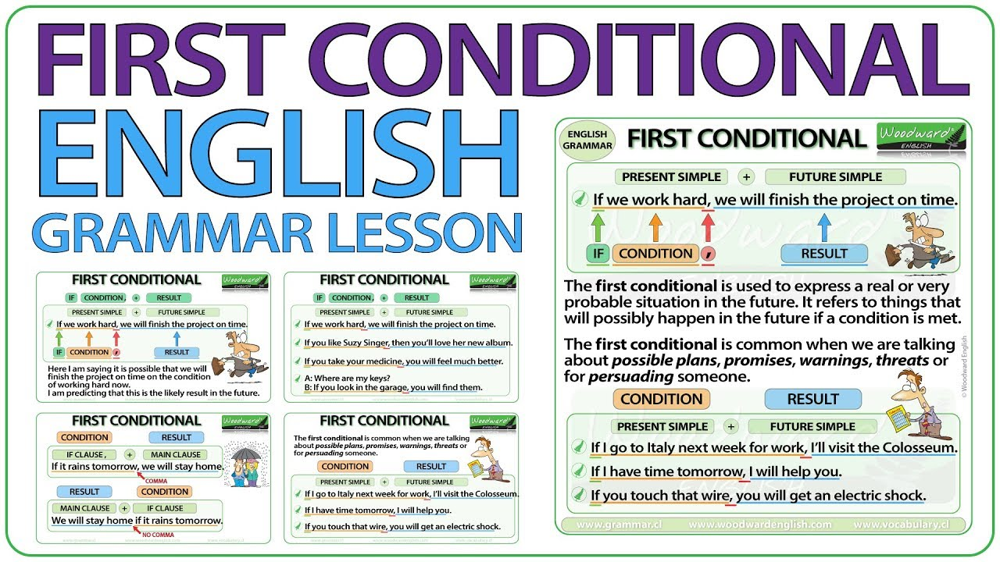 FIRST CONDITIONAL
ENGLISH
GRAMMAR LESSON
FIRST CONDITIONAL
Woodward®
ENGLISH
IF CONDITION, + RESULT
PRESENT SIMPLE + FUTURE SIMPLE
If we work hard, we will finish the project on time.
IF CONDITION , RESULT
Here I am saying it is possible that we will
finish the project on time on the condition
of working hard now.
I am predicting that this is the likely result in the future.
FIRST CONDITIONAL
Woodward®
ENGLISH
IF CONDITION, + RESULT
PRESENT SIMPLE + FUTURE SIMPLE
If we work hard, we will finish the project on time.
If you like Suzy Singer, then you'll love her new album.
If you take your medicine, you will feel much better.
A: Where are my keys?
B: If you look in the garage, you will find them.
FIRST CONDITIONAL
Woodward®
ENGLISH
CONDITION RESULT
IF CLAUSE , + MAIN CLAUSE
If it rains tomorrow, we will stay home.
COMMA
RESULT CONDITION
MAIN CLAUSE + IF CLAUSE
We will stay home if it rains tomorrow.
NO COMMA
FIRST CONDITIONAL
Woodward®
ENGLISH
The first conditional is common when we are talking
about possible plans, promises, warnings, threats or
for persuading someone.
CONDITION RESULT
PRESENT SIMPLE + FUTURE SIMPLE
If I go to Italy next week for work, I'll visit the Colosseum.
If I have time tomorrow, I will help you.
If you touch that wire, you will get an electric shock.
ENGLISH
GRAMMAR
FIRST CONDITIONAL
Woodward®
ENGLISH
PRESENT SIMPLE + FUTURE SIMPLE
If we work hard, we will finish the project on time.
IF CONDITION , RESULT
The first conditional is used to express a real or very
probable situation in the future. It refers to things that
will possibly happen in the future if a condition is met.
The first conditional is common when we are talking
about possible plans, promises, warnings, threats or
for persuading someone.
© Woodward English
CONDITION RESULT
PRESENT SIMPLE + FUTURE SIMPLE
If I go to Italy next week for work, I'll visit the Colosseum.
If I have time tomorrow, I will help you.
If you touch that wire, you will get an electric shock.
www.grammar.cl www.woodwardenglish.com www.vocabulary.cl